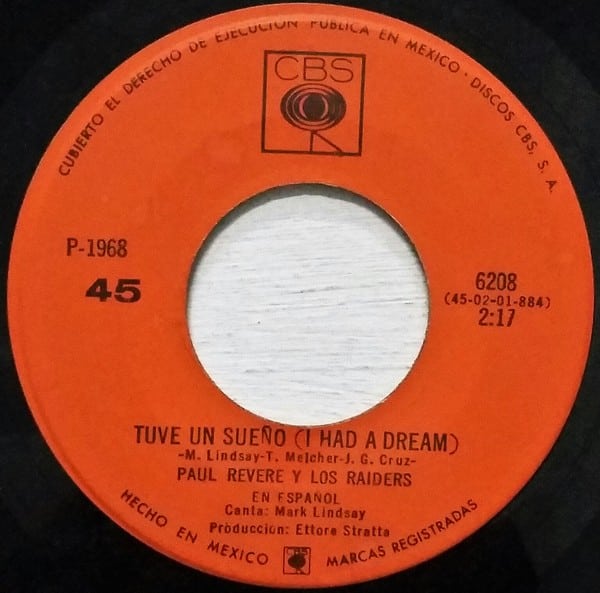 CUBIERTO EL DERECHO DE EJECUCION PUBLICA EN MEXICO · DISCOS CBS, S. A.
CBS
P-1968
45
6208
(45-02-01-884)
2:17
TUVE UN SUEÑO (I HAD A DREAM)
-M. Lindsay-T. Melcher-J. G. Cruz-
PAUL REVERE Y LOS RAIDERS
EN ESPAÑOL
Canta: Mark Lindsay
Produccion: Ettore Stratta
HECHO EN MEXICO
CBS
MARCAS REGISTRADAS